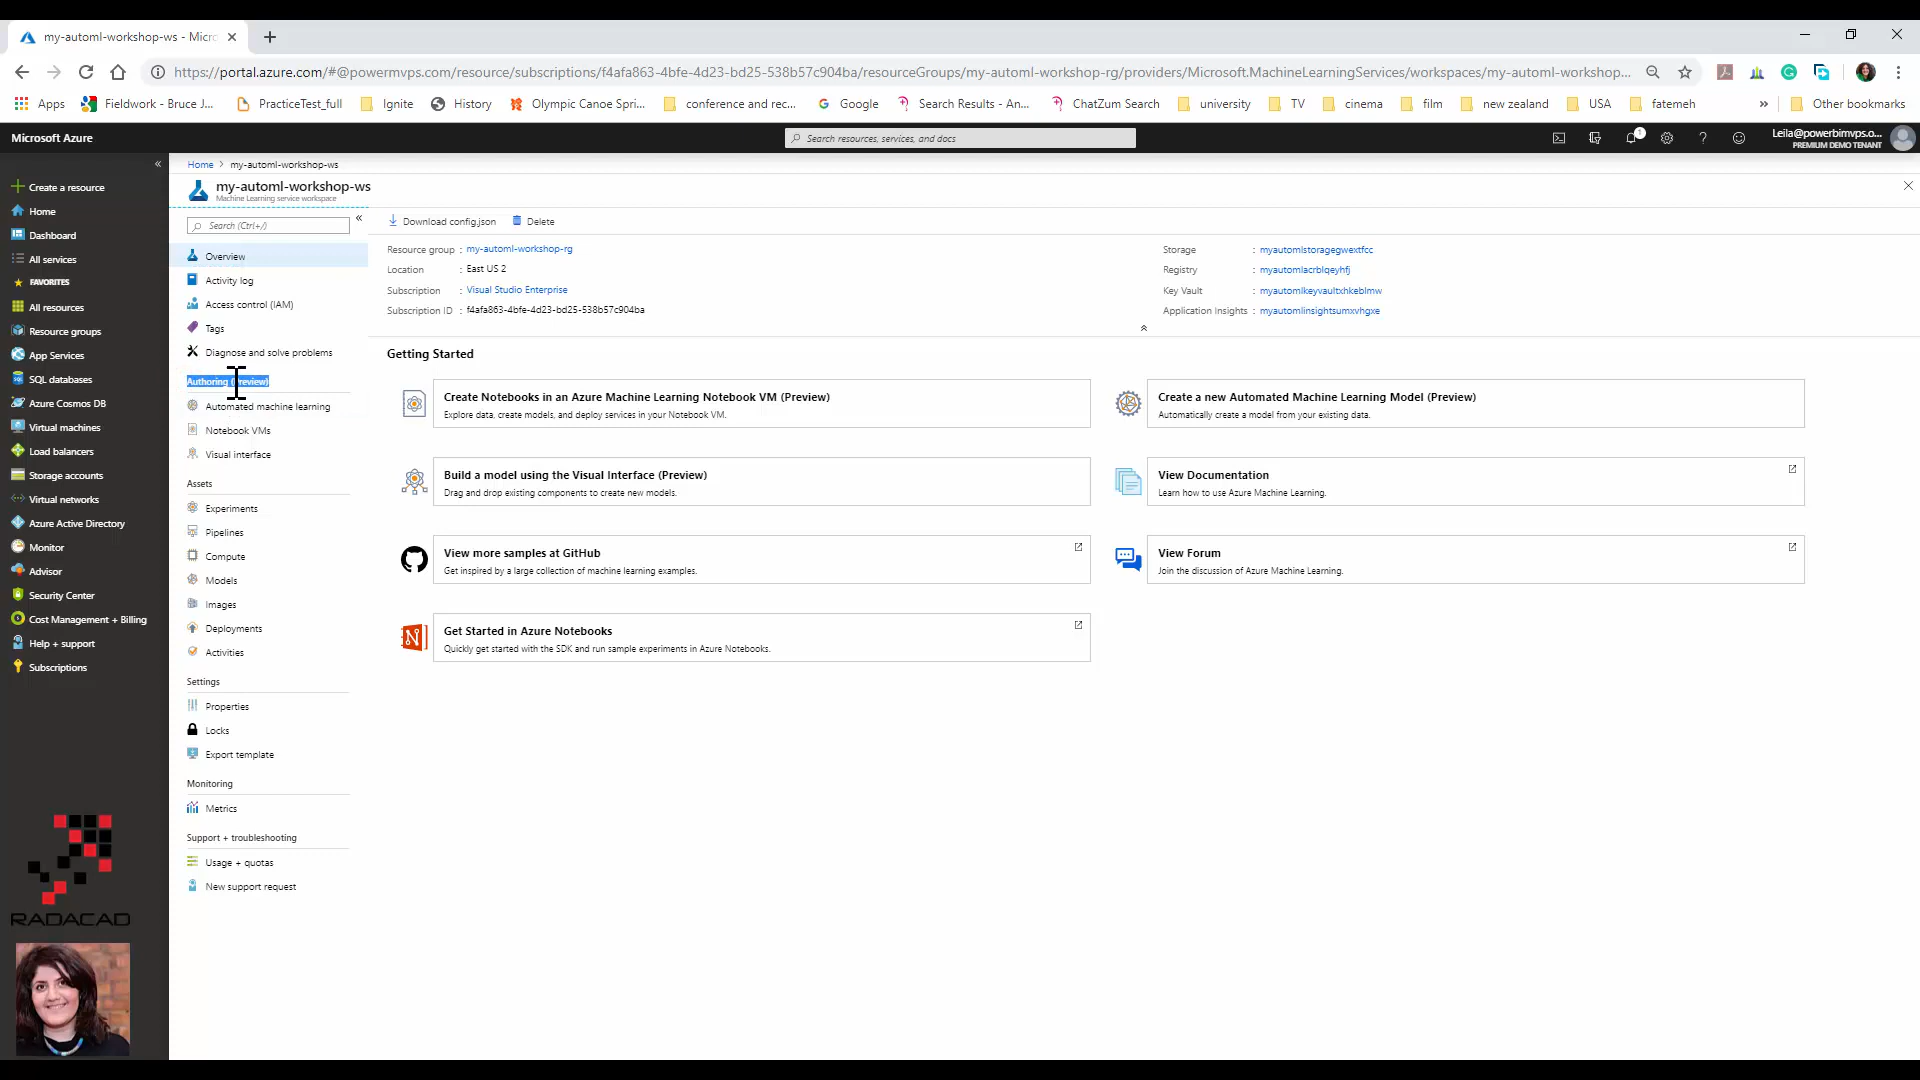 my-automl-workshop-ws - Micr
https://portal.azure.com/#@powermvps.com/resource/subscriptions/f4afa863-4bfe-4d23-bd25-538b57c904ba/resourceGroups/my-automl-workshop-rg/providers/Microsoft.MachineLearningServices/workspaces/my-automl-workshop...
Apps Fieldwork - Bruce J... PracticeTest_full Ignite History Olympic Canoe Spri... conference and rec... Google Search Results - An... ChatZum Search university TV cinema film new zealand USA fatemeh » Other bookmarks
Microsoft Azure
Search resources, services, and docs
1
Leila@powerbimvps.o...
PREMIUM DEMO TENANT
Create a resource
Home
Dashboard
All services
FAVORITES
All resources
Resource groups
App Services
SQL databases
Azure Cosmos DB
Virtual machines
Load balancers
Storage accounts
Virtual networks
Azure Active Directory
Monitor
Advisor
Security Center
Cost Management + Billing
Help + support
Subscriptions
RADACAD
Home > my-automl-workshop-ws
my-automl-workshop-ws
Machine Learning service workspace
Search (Ctrl+/)
Overview
Activity log
Access control (IAM)
Tags
Diagnose and solve problems
Authoring (Preview)
Automated machine learning
Notebook VMs
Visual interface
Assets
Experiments
Pipelines
Compute
Models
Images
Deployments
Activities
Settings
Properties
Locks
Export template
Monitoring
Metrics
Support + troubleshooting
Usage + quotas
New support request
Download config.json Delete
Resource group : my-automl-workshop-rg
Location : East US 2
Subscription : Visual Studio Enterprise
Subscription ID : f4afa863-4bfe-4d23-bd25-538b57c904ba
Storage : myautomlstoragegwextfcc
Registry : myautomlacrblqeyhfj
Key Vault : myautomlkeyvaultxhkeblmw
Application Insights : myautomlinsightsumxvhgxe
Getting Started
Create Notebooks in an Azure Machine Learning Notebook VM (Preview)
Explore data, create models, and deploy services in your Notebook VM.
Create a new Automated Machine Learning Model (Preview)
Automatically create a model from your existing data.
Build a model using the Visual Interface (Preview)
Drag and drop existing components to create new models.
View Documentation
Learn how to use Azure Machine Learning.
View more samples at GitHub
Get inspired by a large collection of machine learning examples.
View Forum
Join the discussion of Azure Machine Learning.
Get Started in Azure Notebooks
Quickly get started with the SDK and run sample experiments in Azure Notebooks.